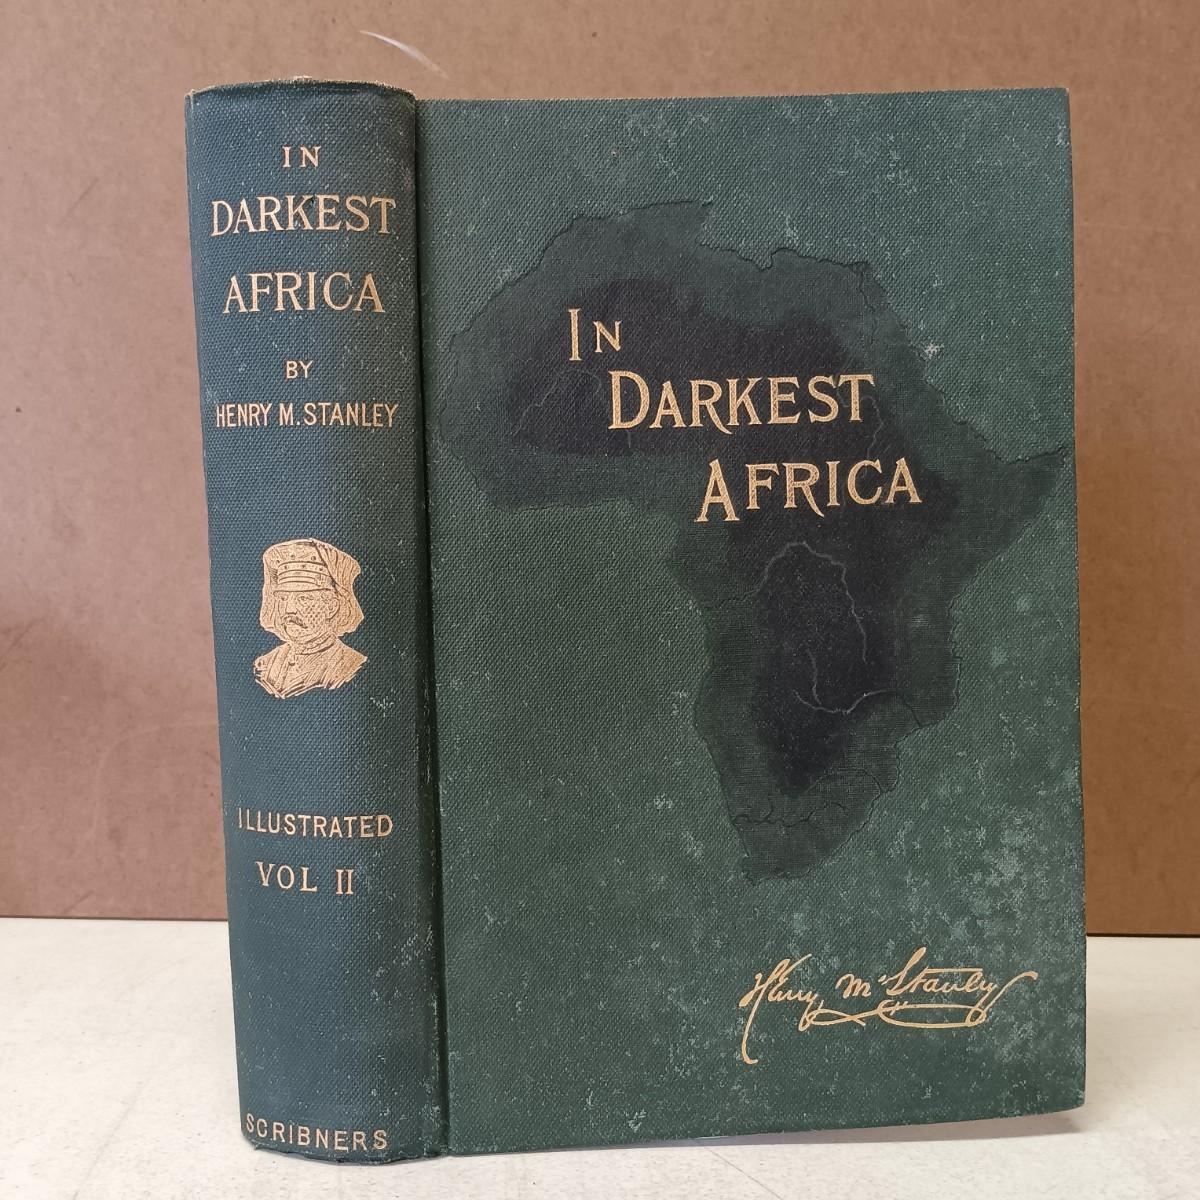 IN
DARKEST
AFRICA
BY
HENRY M. STANLEY
ILLUSTRATED
VOL II
SCRIBNERS
IN
DARKEST
AFRICA
Henry M. Stanley